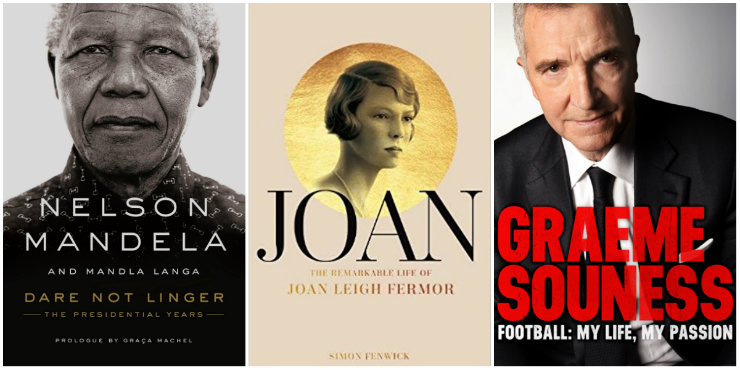 NELSON
MANDELA
AND MANDLA LANGA
DARE NOT LINGER
THE PRESIDENTIAL YEARS
PROLOGUE BY GRAÇA MACHEL
JOAN
THE REMARKABLE LIFE OF
JOAN LEIGH FERMOR
SIMON FENWICK
GRAEME
SOUNESS
FOOTBALL: MY LIFE, MY PASSION